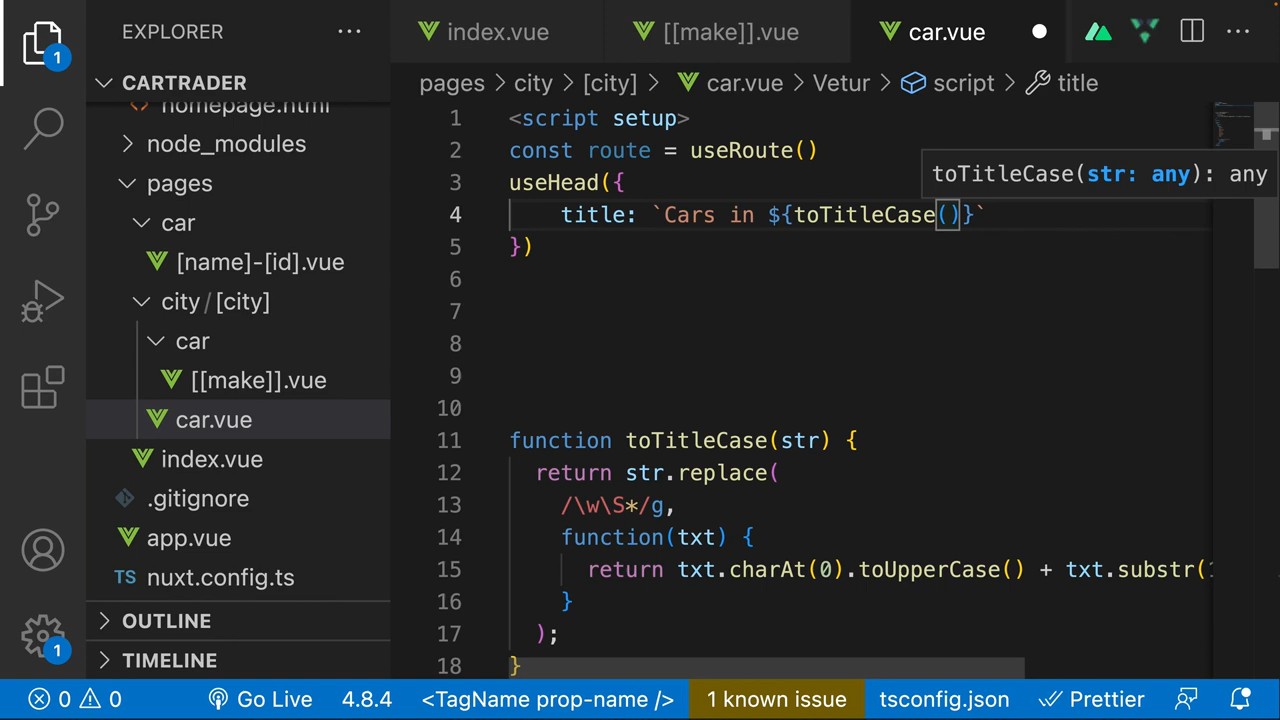 EXPLORER
index.vue
[[make]].vue
car.vue
CARTRADER
pages > city > [city] > car.vue > Vetur > script > title
homepage.html
node_modules
pages
car
[name]-[id].vue
city/[city]
car
[[make]].vue
car.vue
index.vue
.gitignore
app.vue
TS nuxt.config.ts
OUTLINE
TIMELINE
1 <script setup>
2 const route = useRoute()
toTitleCase(str: any): any
3 useHead({
4 title: `Cars in ${toTitleCase()}`
5 })
6
7
8
9
10
11 function toTitleCase(str) {
12 return str.replace(
13 /\w\S*/g,
14 function(txt) {
15 return txt.charAt(0).toUpperCase() + txt.substr(
16 }
17 );
18 }
1
1
0 0 Go Live 4.8.4 <TagName prop-name /> 1 known issue tsconfig.json Prettier